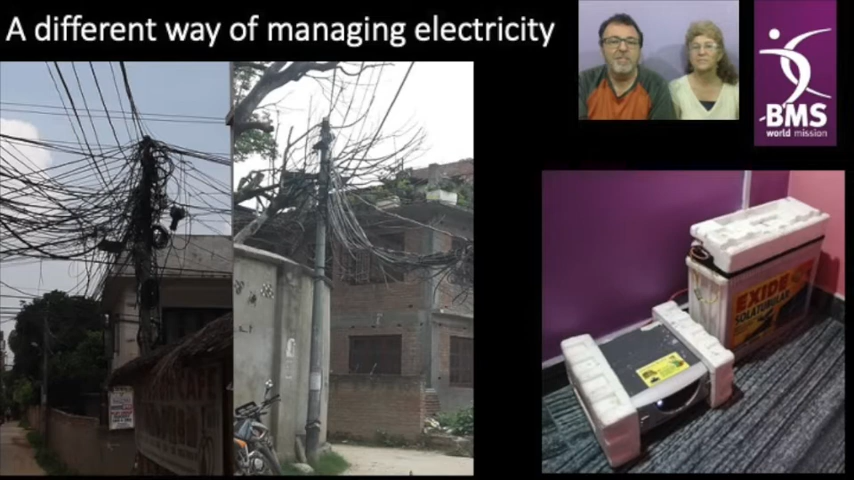 A different way of managing electricity
BMS
world mission
EXIDE
SOLATUBULAR